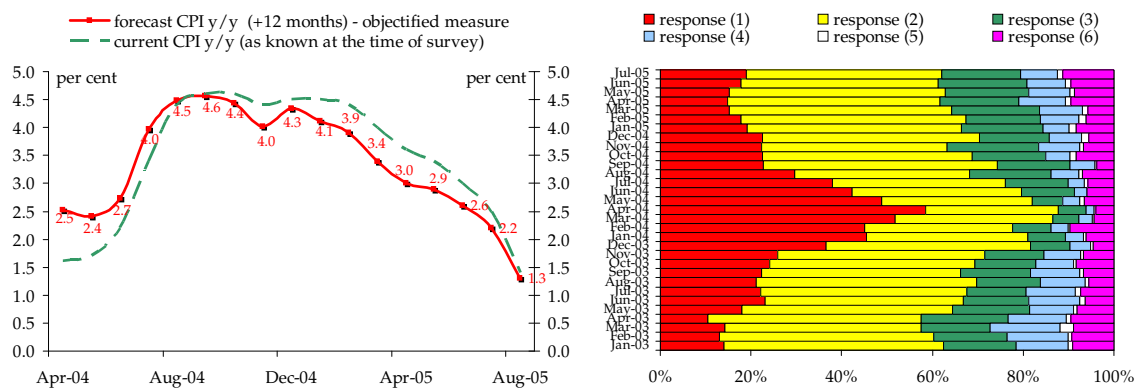 forecast CPI y/y (+12 months) - objectified measure
current CPI y/y (as known at the time of survey)
per cent
per cent
5.0
4.5
4.0
3.5
3.0
2.5
2.0
1.5
1.0
0.5
0.0
5.0
4.5
4.0
3.5
3.0
2.5
2.0
1.5
1.0
0.5
0.0
2.5
2.4
2.7
4.0
4.5
4.6
4.4
4.0
4.3
4.1
3.9
3.4
3.0
2.9
2.6
2.2
1.3
Apr-04 Aug-04 Dec-04 Apr-05 Aug-05
response (1) response (2) response (3)
response (4) response (5) response (6)
Jul-05
Jun-05
May-05
Apr-05
Mar-05
Feb-05
Jan-05
Dec-04
Nov-04
Oct-04
Sep-04
Aug-04
Jul-04
Jun-04
May-04
Apr-04
Mar-04
Feb-04
Jan-04
Dec-03
Nov-03
Oct-03
Sep-03
Aug-03
Jul-03
Jun-03
May-03
Apr-03
Mar-03
Feb-03
Jan-03
0% 20% 40% 60% 80% 100%